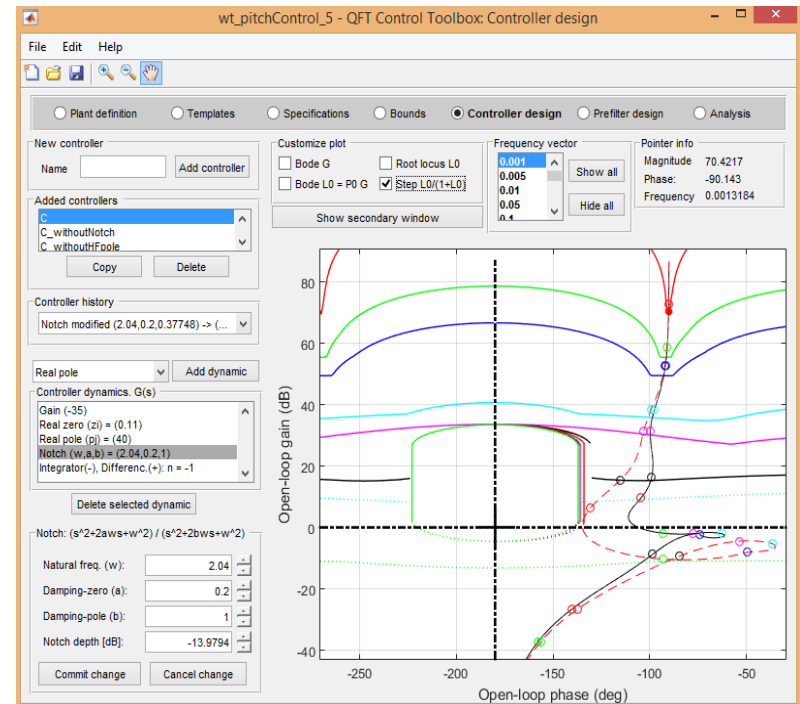 wt_pitchControl_5 - QFT Control Toolbox: Controller design
File Edit Help
Plant definition Templates Specifications Bounds Controller design Prefilter design Analysis
New controller
Name Add controller
Added controllers
C
C_withoutNotch
C_withoutHFpole
Copy Delete
Controller history
Notch modified (2.04,0.2,0.37748) -> (...
Real pole Add dynamic
Controller dynamics. G(s)
Gain (-35)
Real zero (zi) = (0.11)
Real pole (pj) = (40)
Notch (w,a,b) = (2.04,0.2,1)
Integrator(-), Differenc.(+): n = -1
Delete selected dynamic
Notch: (s^2+2aws+w^2) / (s^2+2bws+w^2)
Natural freq. (w): 2.04
Damping-zero (a): 0.2
Damping-pole (b): 1
Notch depth [dB]: -13.9794
Commit change Cancel change
Customize plot
Bode G Root locus L0
Bode L0 = P0 G Step L0/(1+L0)
Show secondary window
Frequency vector
0.001
0.005
0.01
0.05
0.1
Show all
Hide all
Pointer info
Magnitude 70.4217
Phase: -90.143
Frequency 0.0013184
Open-loop gain (dB)
80
60
40
20
0
-20
-40
-250 -200 -150 -100 -50
Open-loop phase (deg)